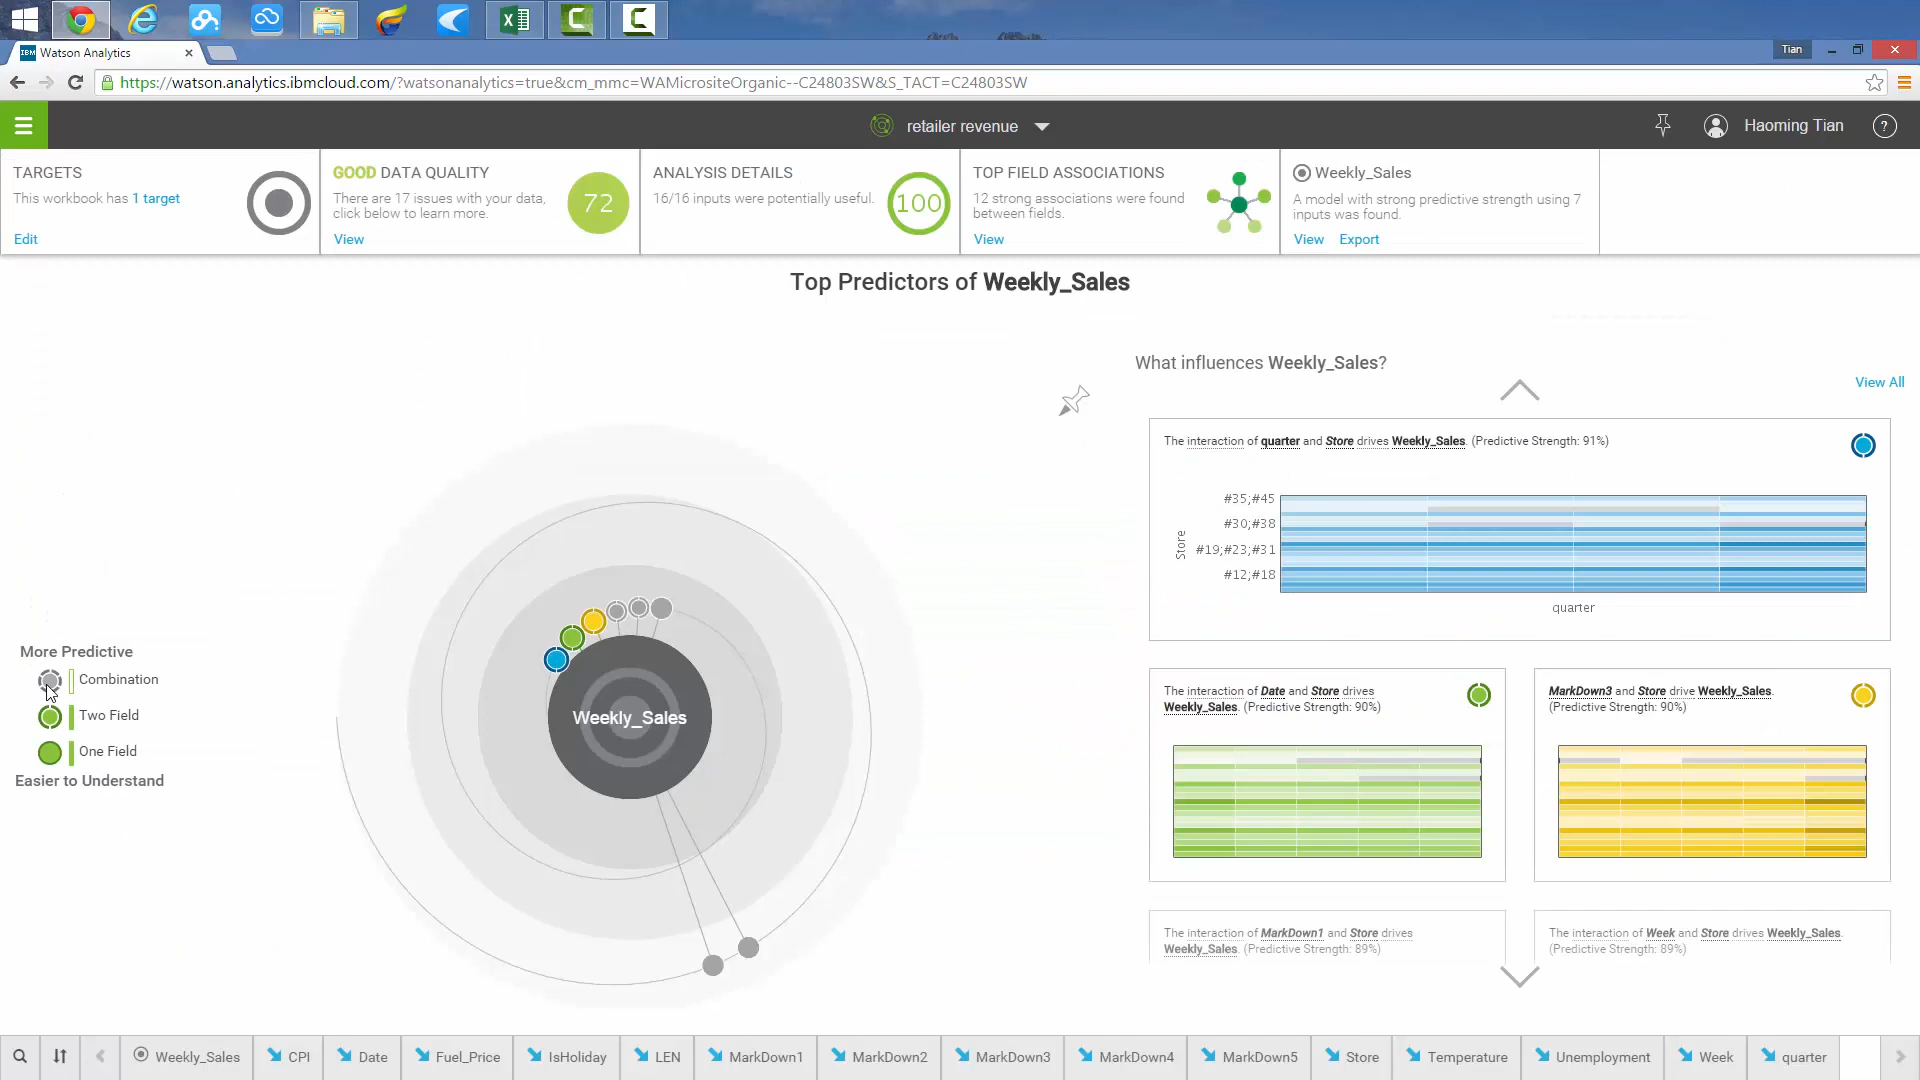 IBM Watson Analytics
Tian
https://watson.analytics.ibmcloud.com/?watsonanalytics=true&cm_mmc=WAMicrositeOrganic--C24803SW&S_TACT=C24803SW
retailer revenue
Haoming Tian
?
TARGETS
This workbook has 1 target
Edit
GOOD DATA QUALITY
There are 17 issues with your data,
click below to learn more.
72
View
ANALYSIS DETAILS
16/16 inputs were potentially useful.
100
TOP FIELD ASSOCIATIONS
12 strong associations were found
between fields.
View
Weekly_Sales
A model with strong predictive strength using 7
inputs was found.
View Export
Top Predictors of Weekly_Sales
More Predictive
Combination
Two Field
One Field
Easier to Understand
Weekly_Sales
What influences Weekly_Sales?
View All
The interaction of quarter and Store drives Weekly_Sales. (Predictive Strength: 91%)
Store
#35;#45
#30;#38
#19;#23;#31
#12;#18
quarter
The interaction of Date and Store drives
Weekly_Sales. (Predictive Strength: 90%)
MarkDown3 and Store drive Weekly_Sales.
(Predictive Strength: 90%)
The interaction of MarkDown1 and Store drives
Weekly_Sales. (Predictive Strength: 89%)
The interaction of Week and Store drives Weekly_Sales.
(Predictive Strength: 89%)
Weekly_Sales CPI Date Fuel_Price IsHoliday LEN MarkDown1 MarkDown2 MarkDown3 MarkDown4 MarkDown5 Store Temperature Unemployment Week quarter